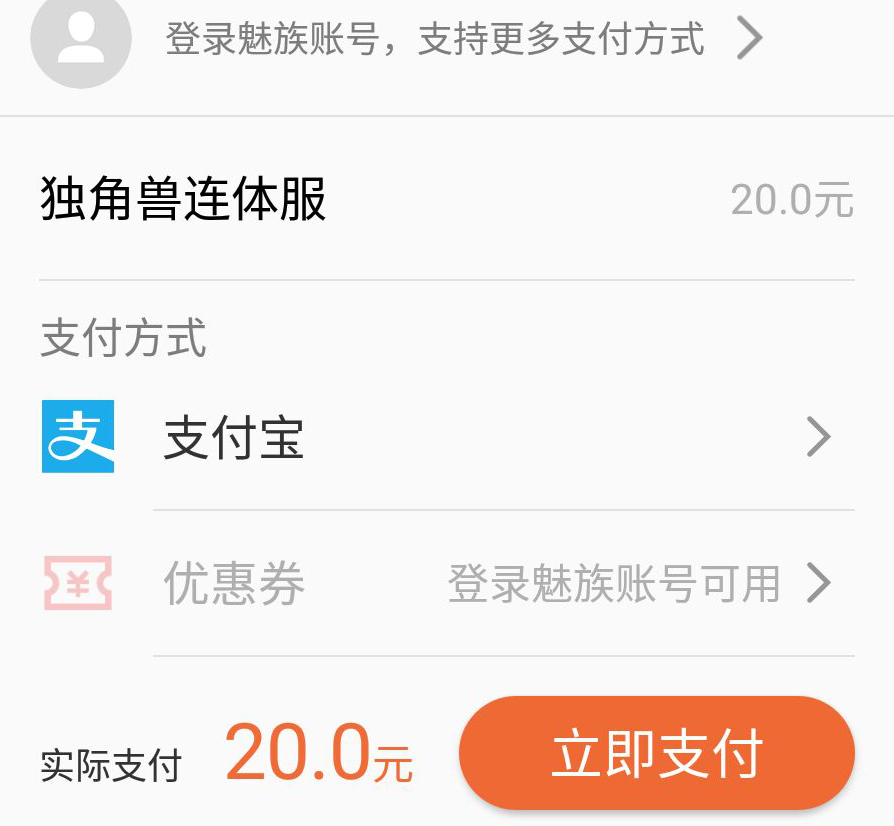 登录魅族账号，支持更多支付方式
独角兽连体服 20.0元
支付方式
支 支付宝
¥ 优惠券 登录魅族账号可用
实际支付 20.0元 立即支付